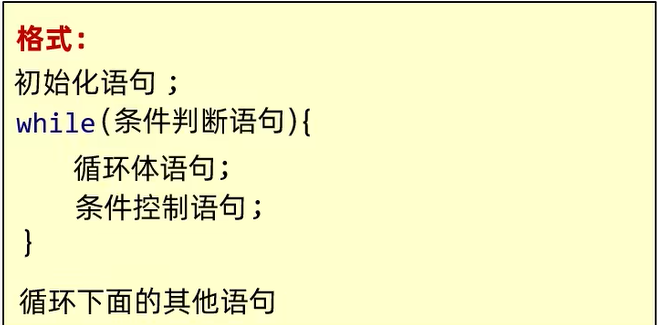 格式：
初始化语句 ;
while(条件判断语句){
循环体语句;
条件控制语句;
}
循环下面的其他语句